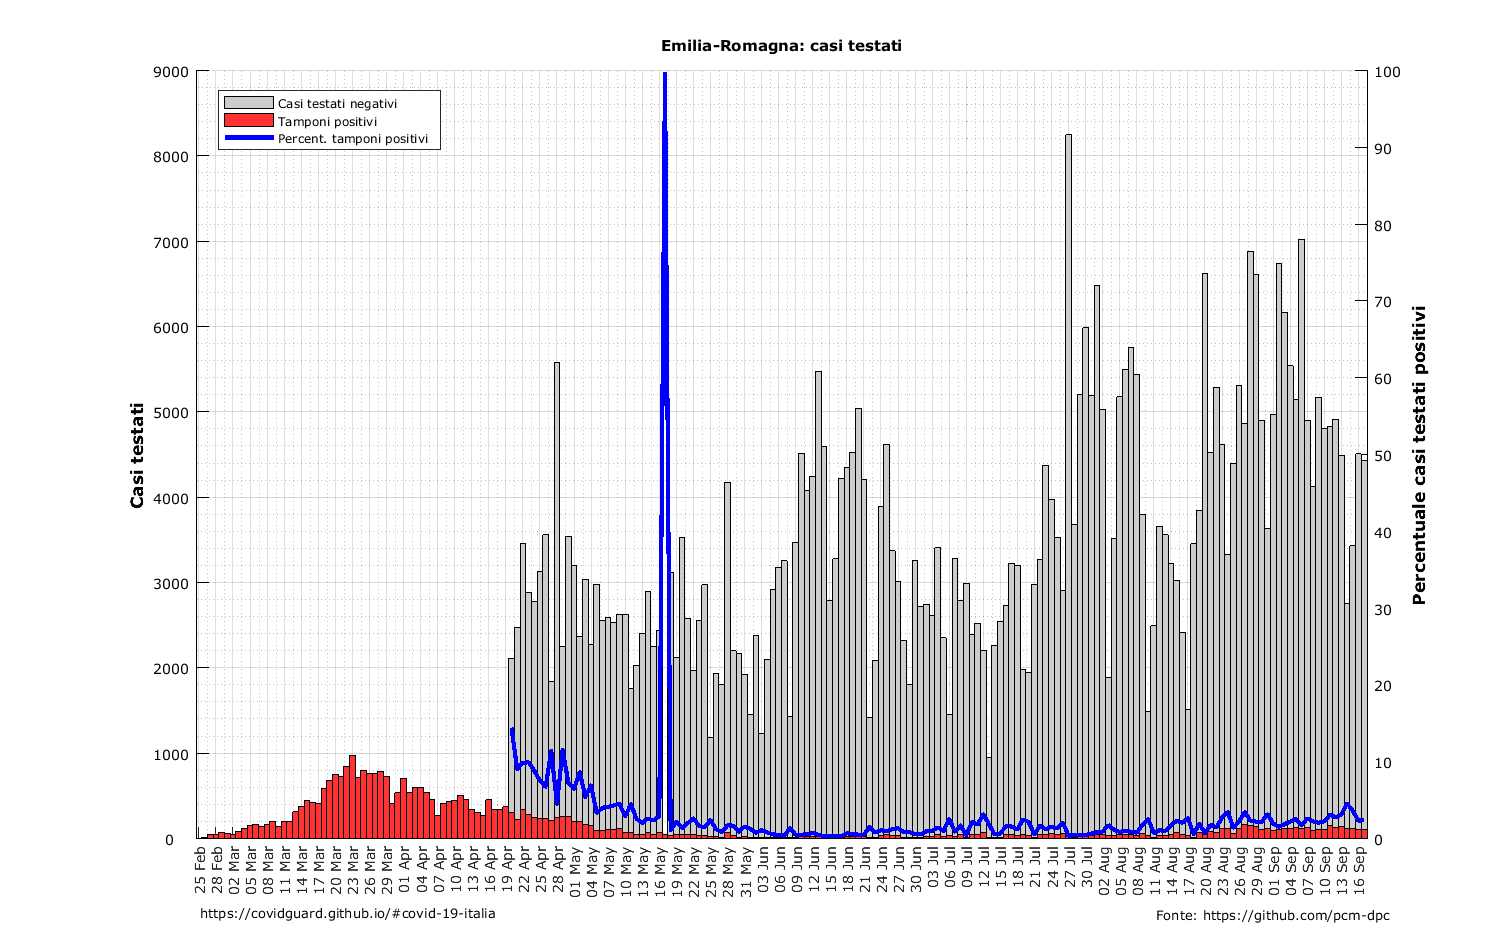 Emilia-Romagna: casi testati
Casi testati negativi
Tamponi positivi
Percent. tamponi positivi
Casi testati
9000
8000
7000
6000
5000
4000
3000
2000
1000
0
100
90
80
70
60
50
40
30
20
10
0
Percentuale casi testati positivi
25 Feb
28 Feb
02 Mar
05 Mar
08 Mar
11 Mar
14 Mar
17 Mar
20 Mar
23 Mar
26 Mar
29 Mar
01 Apr
04 Apr
07 Apr
10 Apr
13 Apr
16 Apr
19 Apr
22 Apr
25 Apr
28 Apr
01 May
04 May
07 May
10 May
13 May
16 May
19 May
22 May
25 May
28 May
31 May
03 Jun
06 Jun
09 Jun
12 Jun
15 Jun
18 Jun
21 Jun
24 Jun
27 Jun
30 Jun
03 Jul
06 Jul
09 Jul
12 Jul
15 Jul
18 Jul
21 Jul
24 Jul
27 Jul
30 Jul
02 Aug
05 Aug
08 Aug
11 Aug
14 Aug
17 Aug
20 Aug
23 Aug
26 Aug
29 Aug
01 Sep
04 Sep
07 Sep
10 Sep
13 Sep
16 Sep
https://covidguard.github.io/#covid-19-italia
Fonte: https://github.com/pcm-dpc